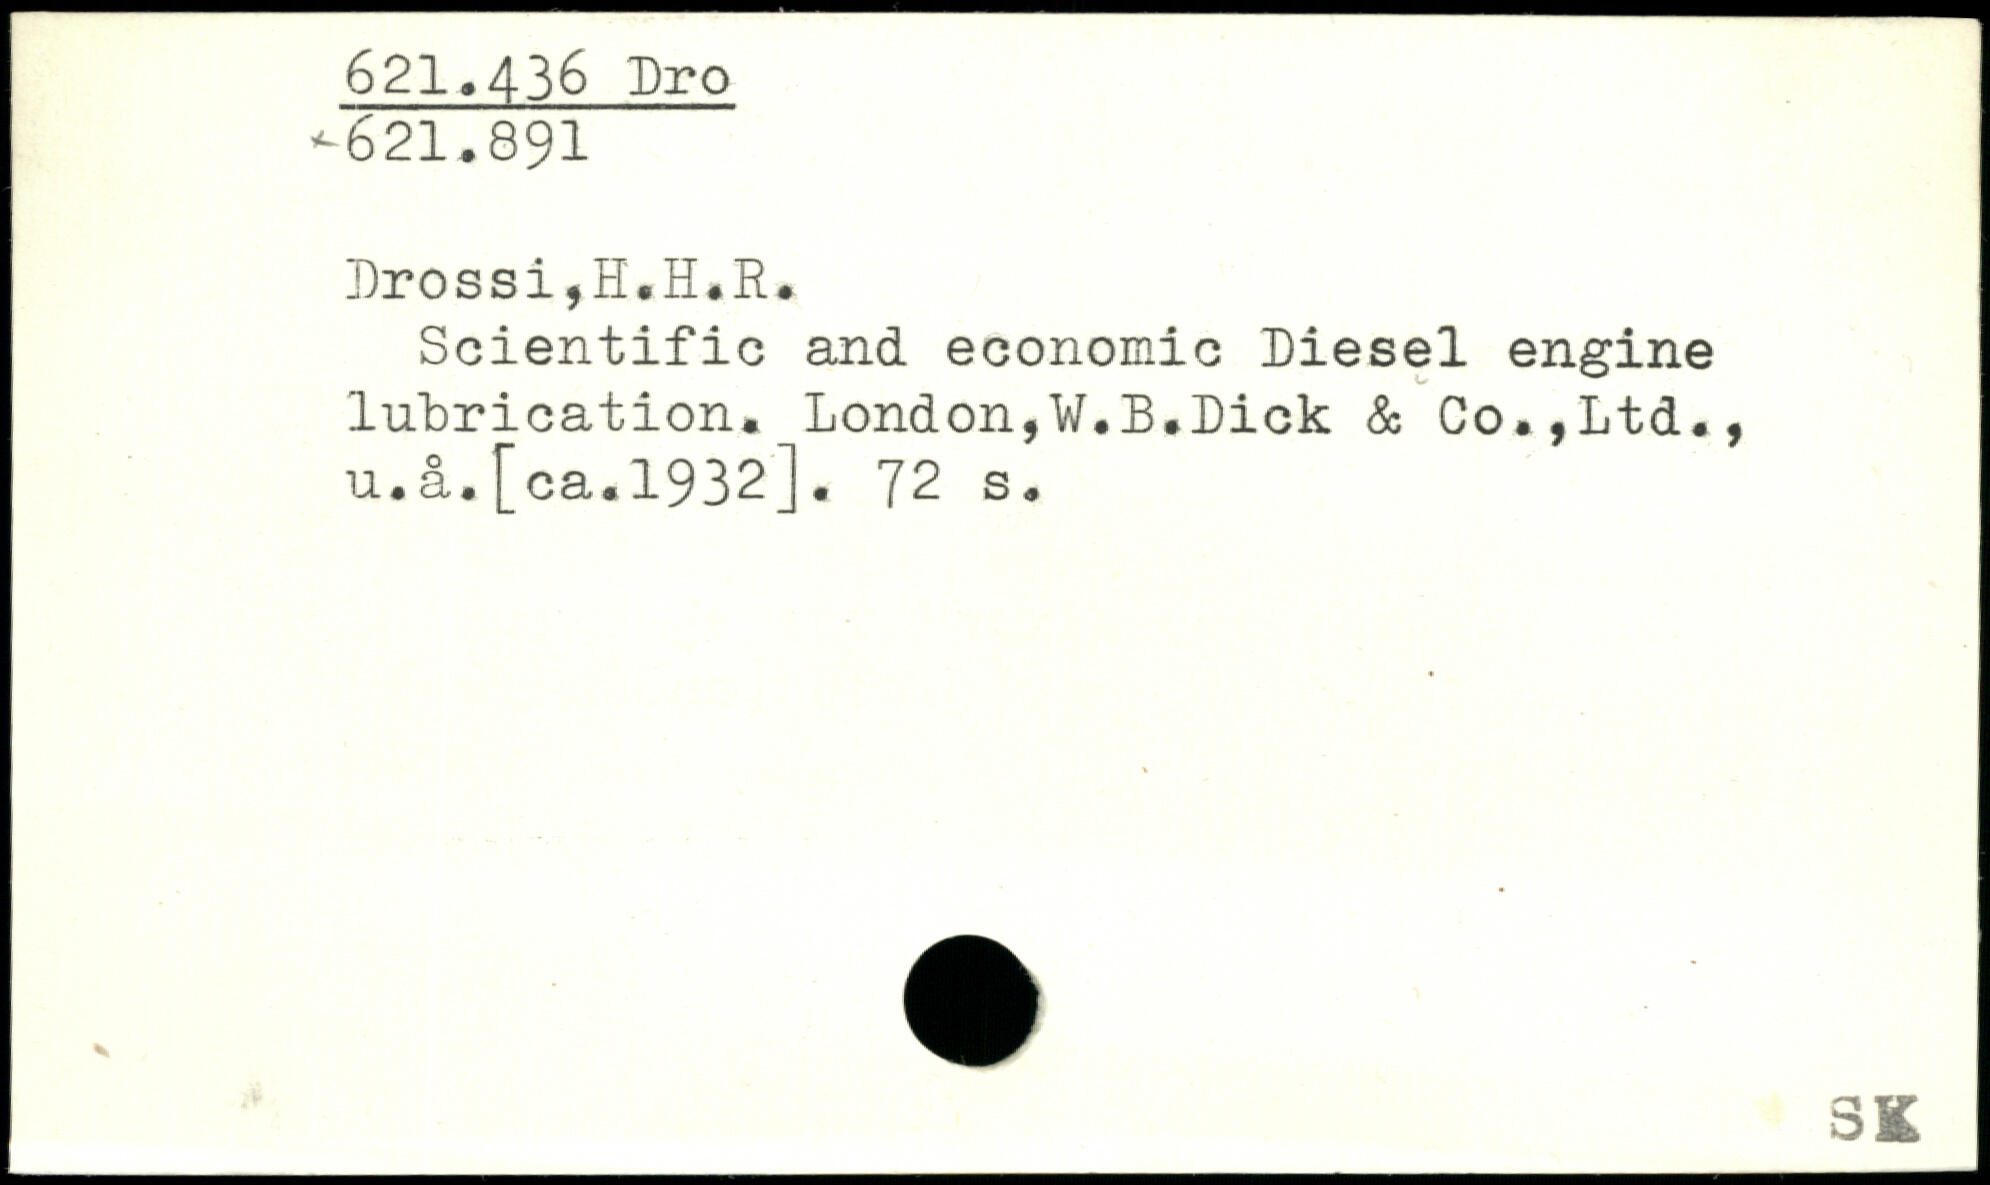 621.436 Dro
+621.891
Drossi,H.H.R.
Scientific and economic Diesel engine
lubrication. London,W.B.Dick & Co.,Ltd.,
u.å.[ca.1932]. 72 s.
SK